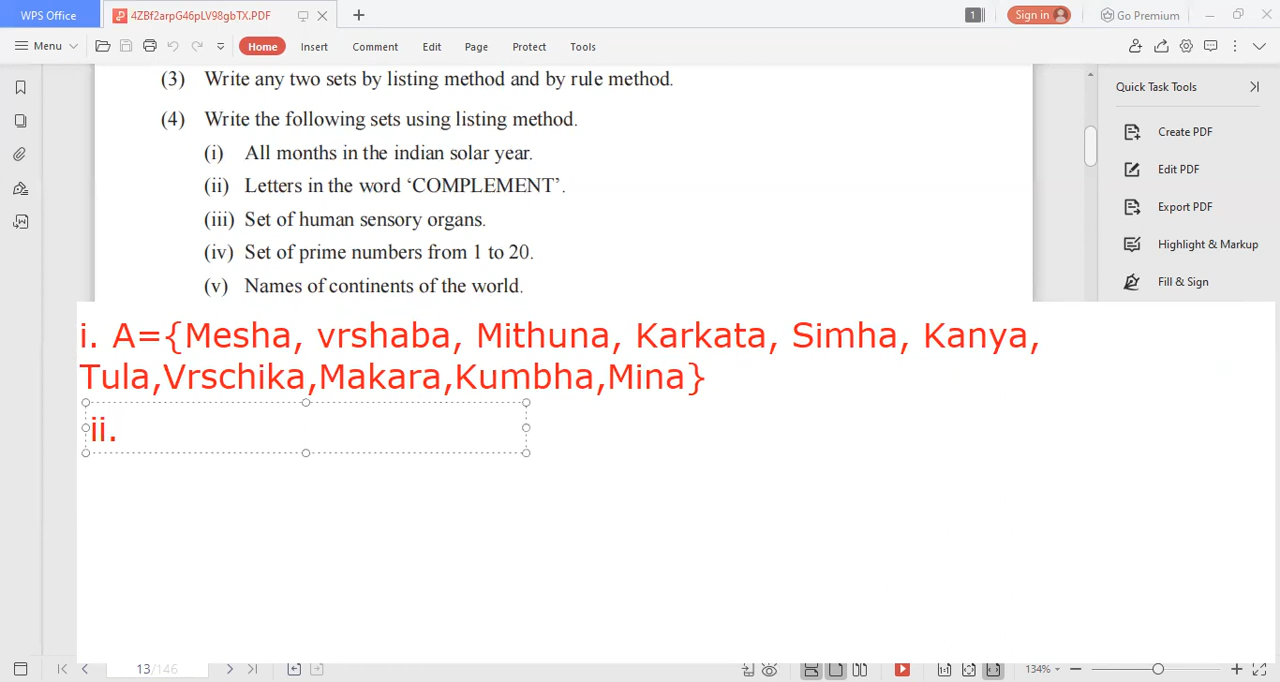 WPS Office
4ZBf2arpG46pLV98gbTX.PDF
1
Sign in
Go Premium
Menu
Home
Insert
Comment
Edit
Page
Protect
Tools
(3) Write any two sets by listing method and by rule method.
(4) Write the following sets using listing method.
(i) All months in the indian solar year.
(ii) Letters in the word ‘COMPLEMENT’.
(iii) Set of human sensory organs.
(iv) Set of prime numbers from 1 to 20.
(v) Names of continents of the world.
Quick Task Tools
Create PDF
Edit PDF
Export PDF
Highlight & Markup
Fill & Sign
i. A={Mesha, vrshaba, Mithuna, Karkata, Simha, Kanya,
Tula,Vrschika,Makara,Kumbha,Mina}
ii.
13/146
134%